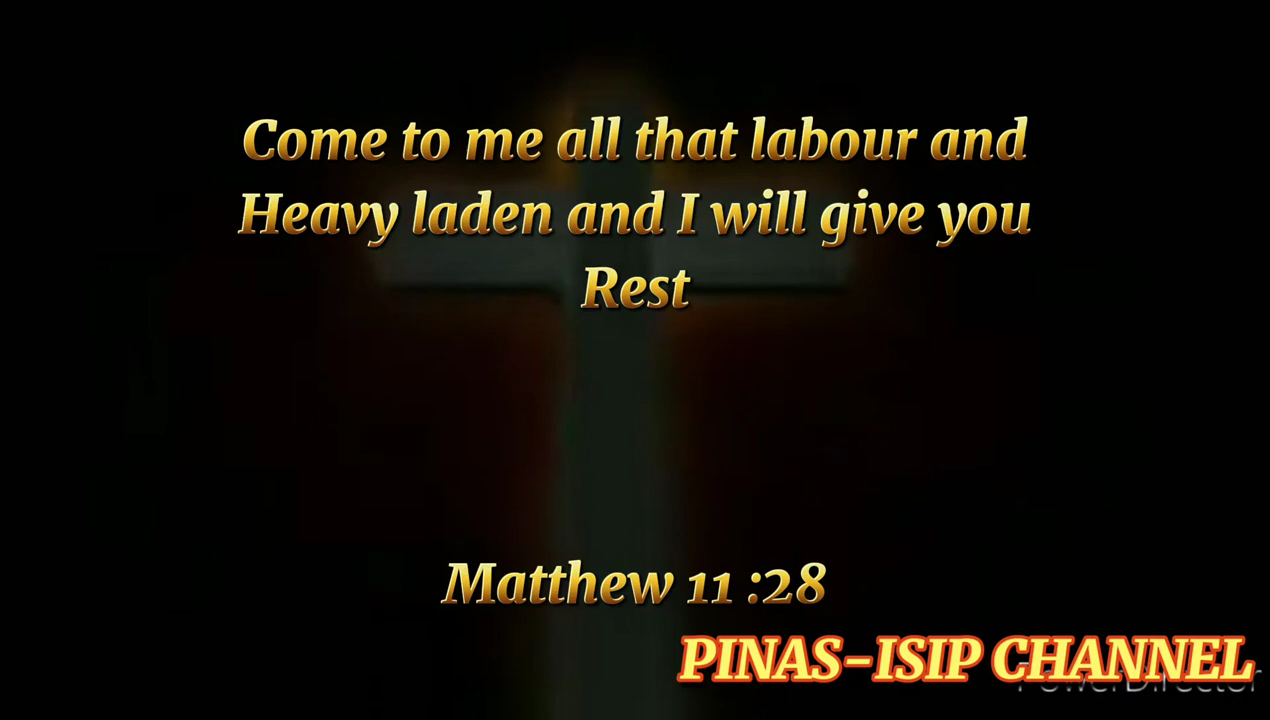 Come to me all that labour and
Heavy laden and I will give you
Rest
Matthew 11 :28
PINAS-ISIP CHANNEL
PowerDirector